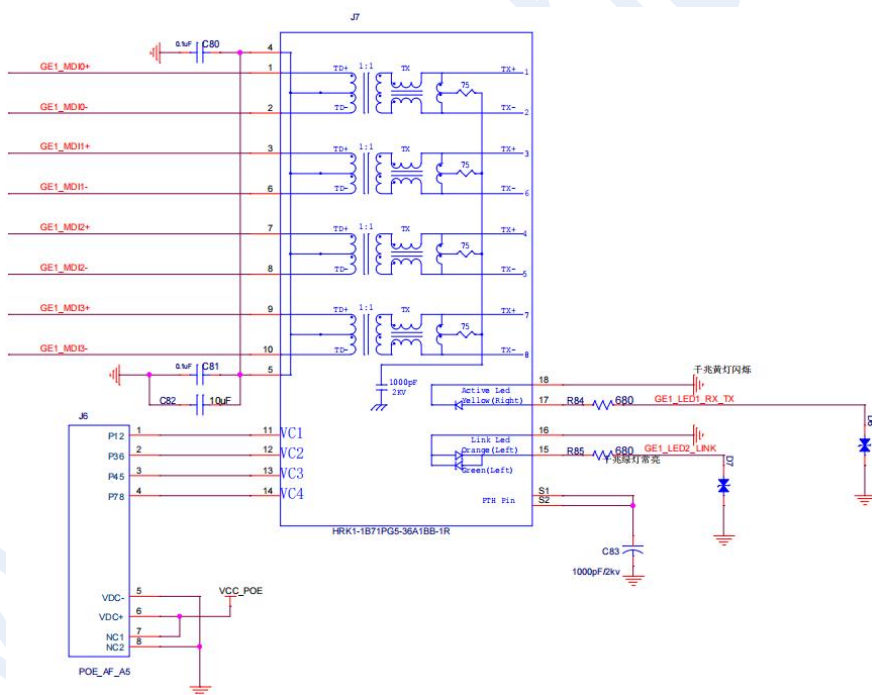 J7
0.1uF C80 4
GE1_MDI0+ 1 TD+ 1:1 TX TX+ 1
75
GE1_MDI0- 2 TD- TX- 2
GE1_MDI1+ 3 TD+ 1:1 TX TX+ 3
75
GE1_MDI1- 6 TD- TX- 6
GE1_MDI2+ 7 TD+ 1:1 TX TX+ 4
75
GE1_MDI2- 8 TD- TX- 5
GE1_MDI3+ 9 TD+ 1:1 TX TX+ 7
75
GE1_MDI3- 10 TD- TX- 8
0.1uF C81 5
C82 10uF
1000pF
2KV
千兆黄灯闪烁
18
Active Led
Yellow(Right) 17 R84 680 GE1_LED1_RX_TX
D6
16
Link Led
Orange(Left) 15 R85 680 GE1_LED2_LINK
Green(Left) 千兆绿灯常亮
D7
J6
P12 1 11 VC1
P36 2 12 VC2
P45 3 13 VC3
P78 4 14 VC4
S1
PTH Pin S2
HRK1-1B71PG5-36A1BB-1R
C83
1000pF/2kv
VCC_POE
VDC- 5
VDC+ 6
NC1 7
NC2 8
POE_AF_A5